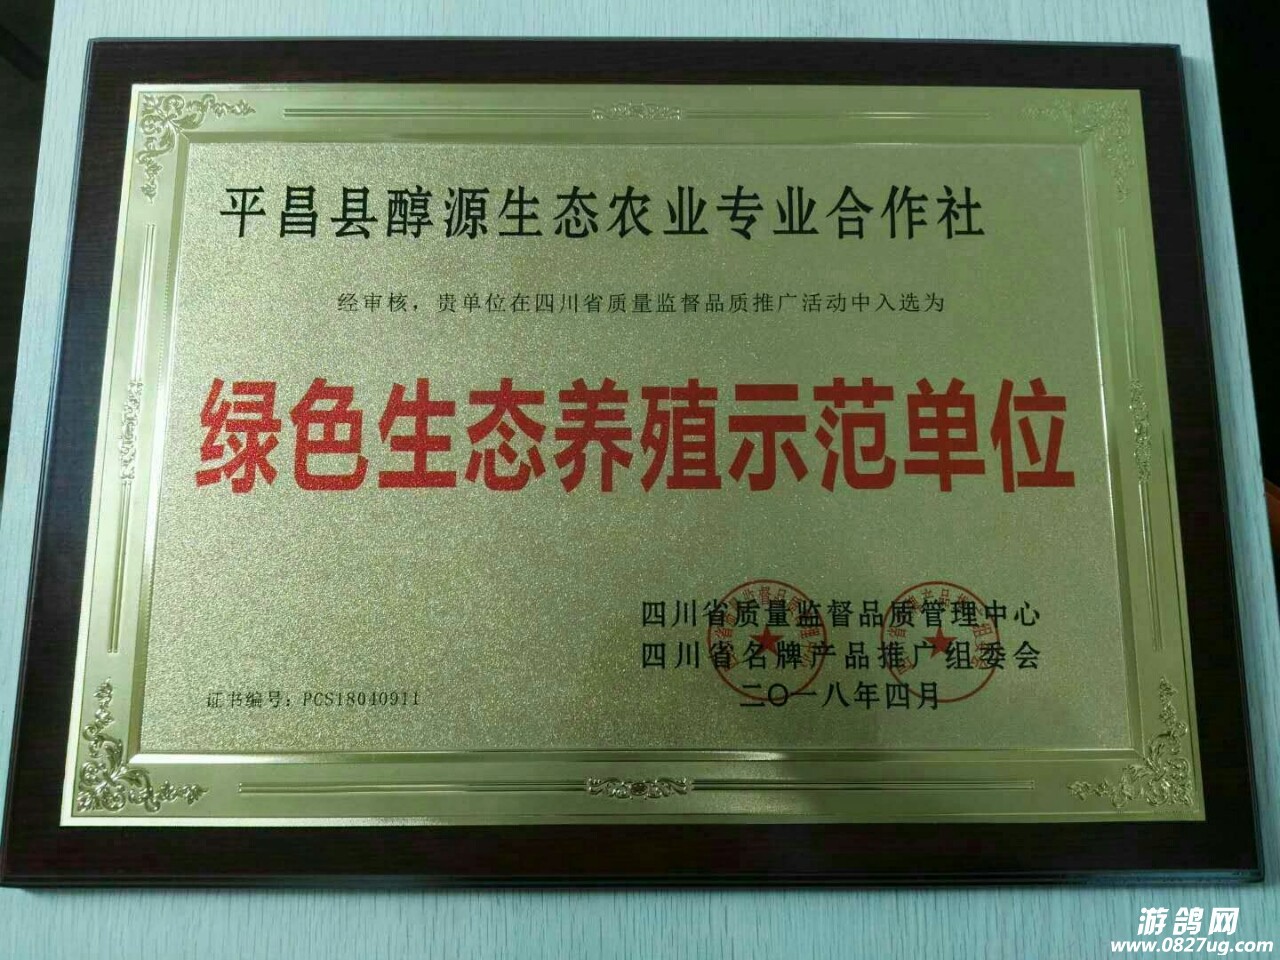 平昌县醇源生态农业专业合作社
经审核，贵单位在四川省质量监督品质推广活动中入选为
绿色生态养殖示范单位
四川省质量监督品质管理中心
四川省名牌产品推广组委会
二〇一八年四月
证书编号：PCS18040911
游鸽网
www.0827ug.com